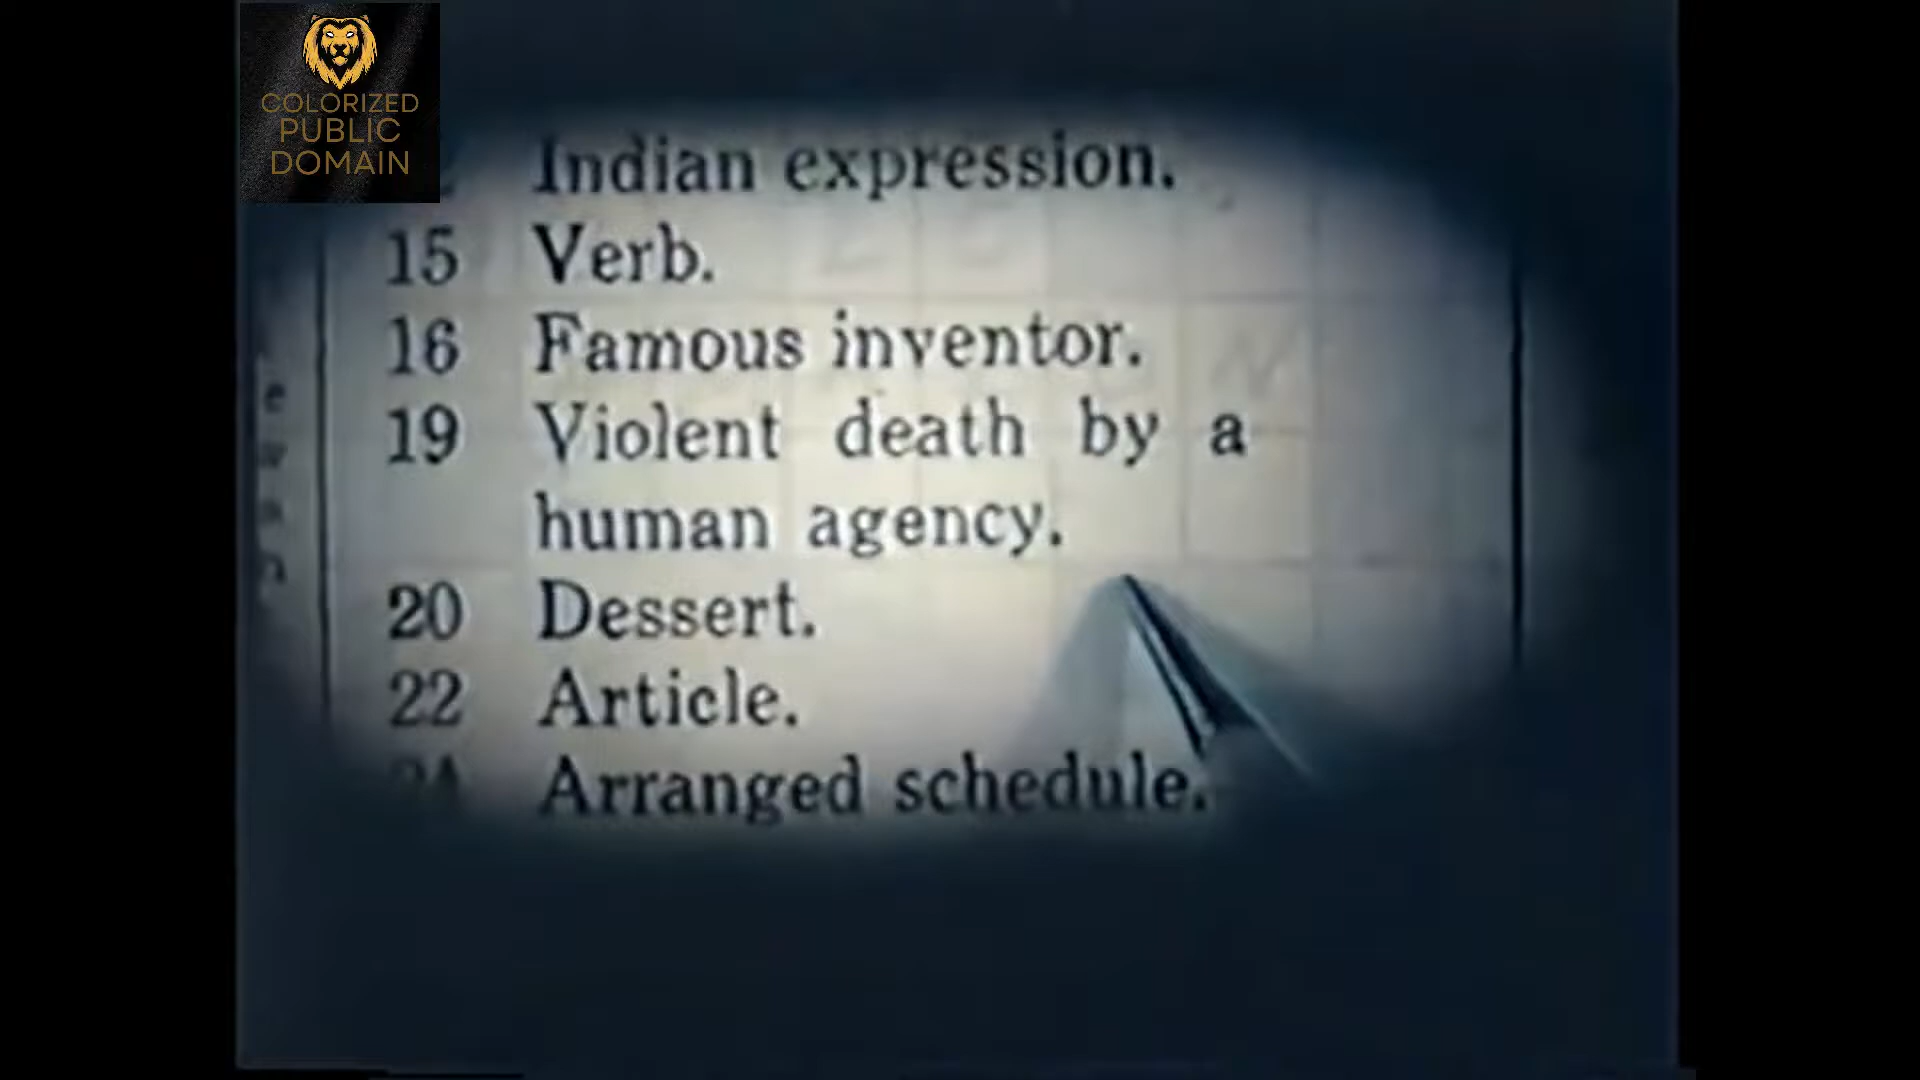 COLORIZED
PUBLIC
DOMAIN
Indian expression.
15 Verb.
16 Famous inventor.
19 Violent death by a
human agency.
20 Dessert.
22 Article.
Arranged schedule.